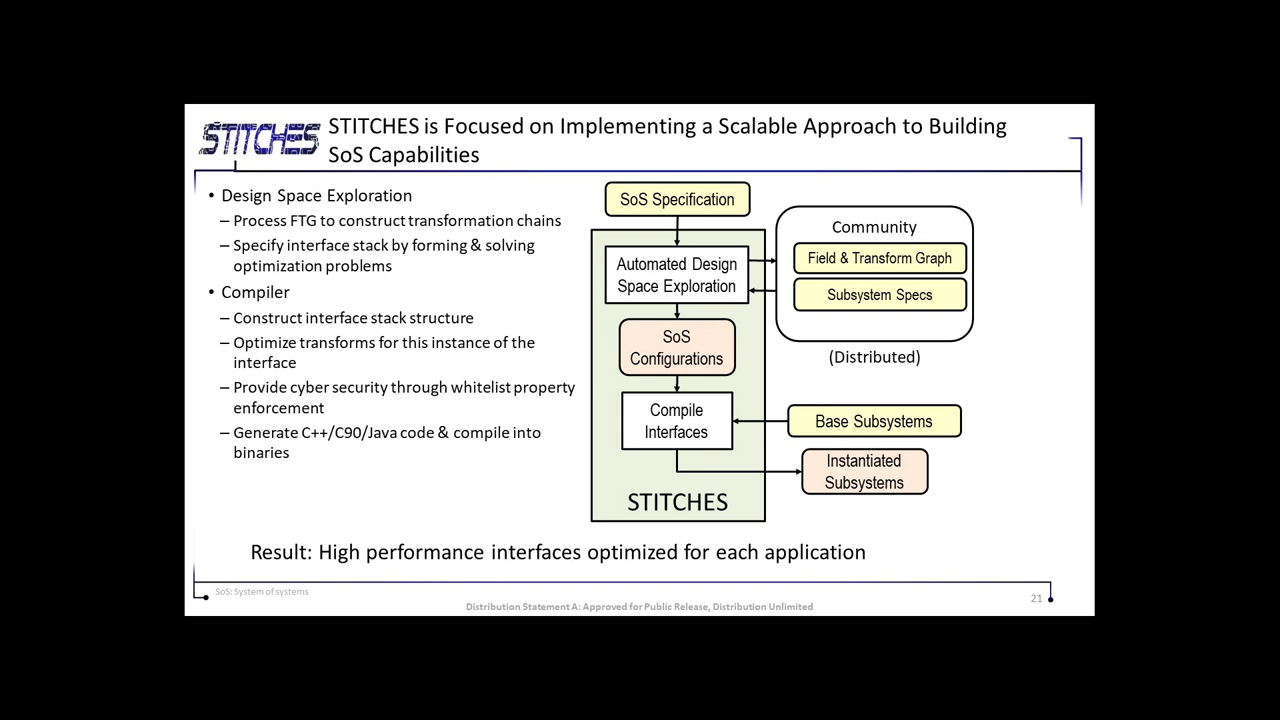 STITCHES
STITCHES is Focused on Implementing a Scalable Approach to Building
SoS Capabilities
• Design Space Exploration
– Process FTG to construct transformation chains
– Specify interface stack by forming & solving
optimization problems
• Compiler
– Construct interface stack structure
– Optimize transforms for this instance of the
interface
– Provide cyber security through whitelist property
enforcement
– Generate C++/C90/Java code & compile into
binaries
SoS Specification
Automated Design
Space Exploration
SoS
Configurations
Compile
Interfaces
STITCHES
Community
Field & Transform Graph
Subsystem Specs
(Distributed)
Base Subsystems
Instantiated
Subsystems
Result: High performance interfaces optimized for each application
SoS: System of systems
Distribution Statement A: Approved for Public Release, Distribution Unlimited
21